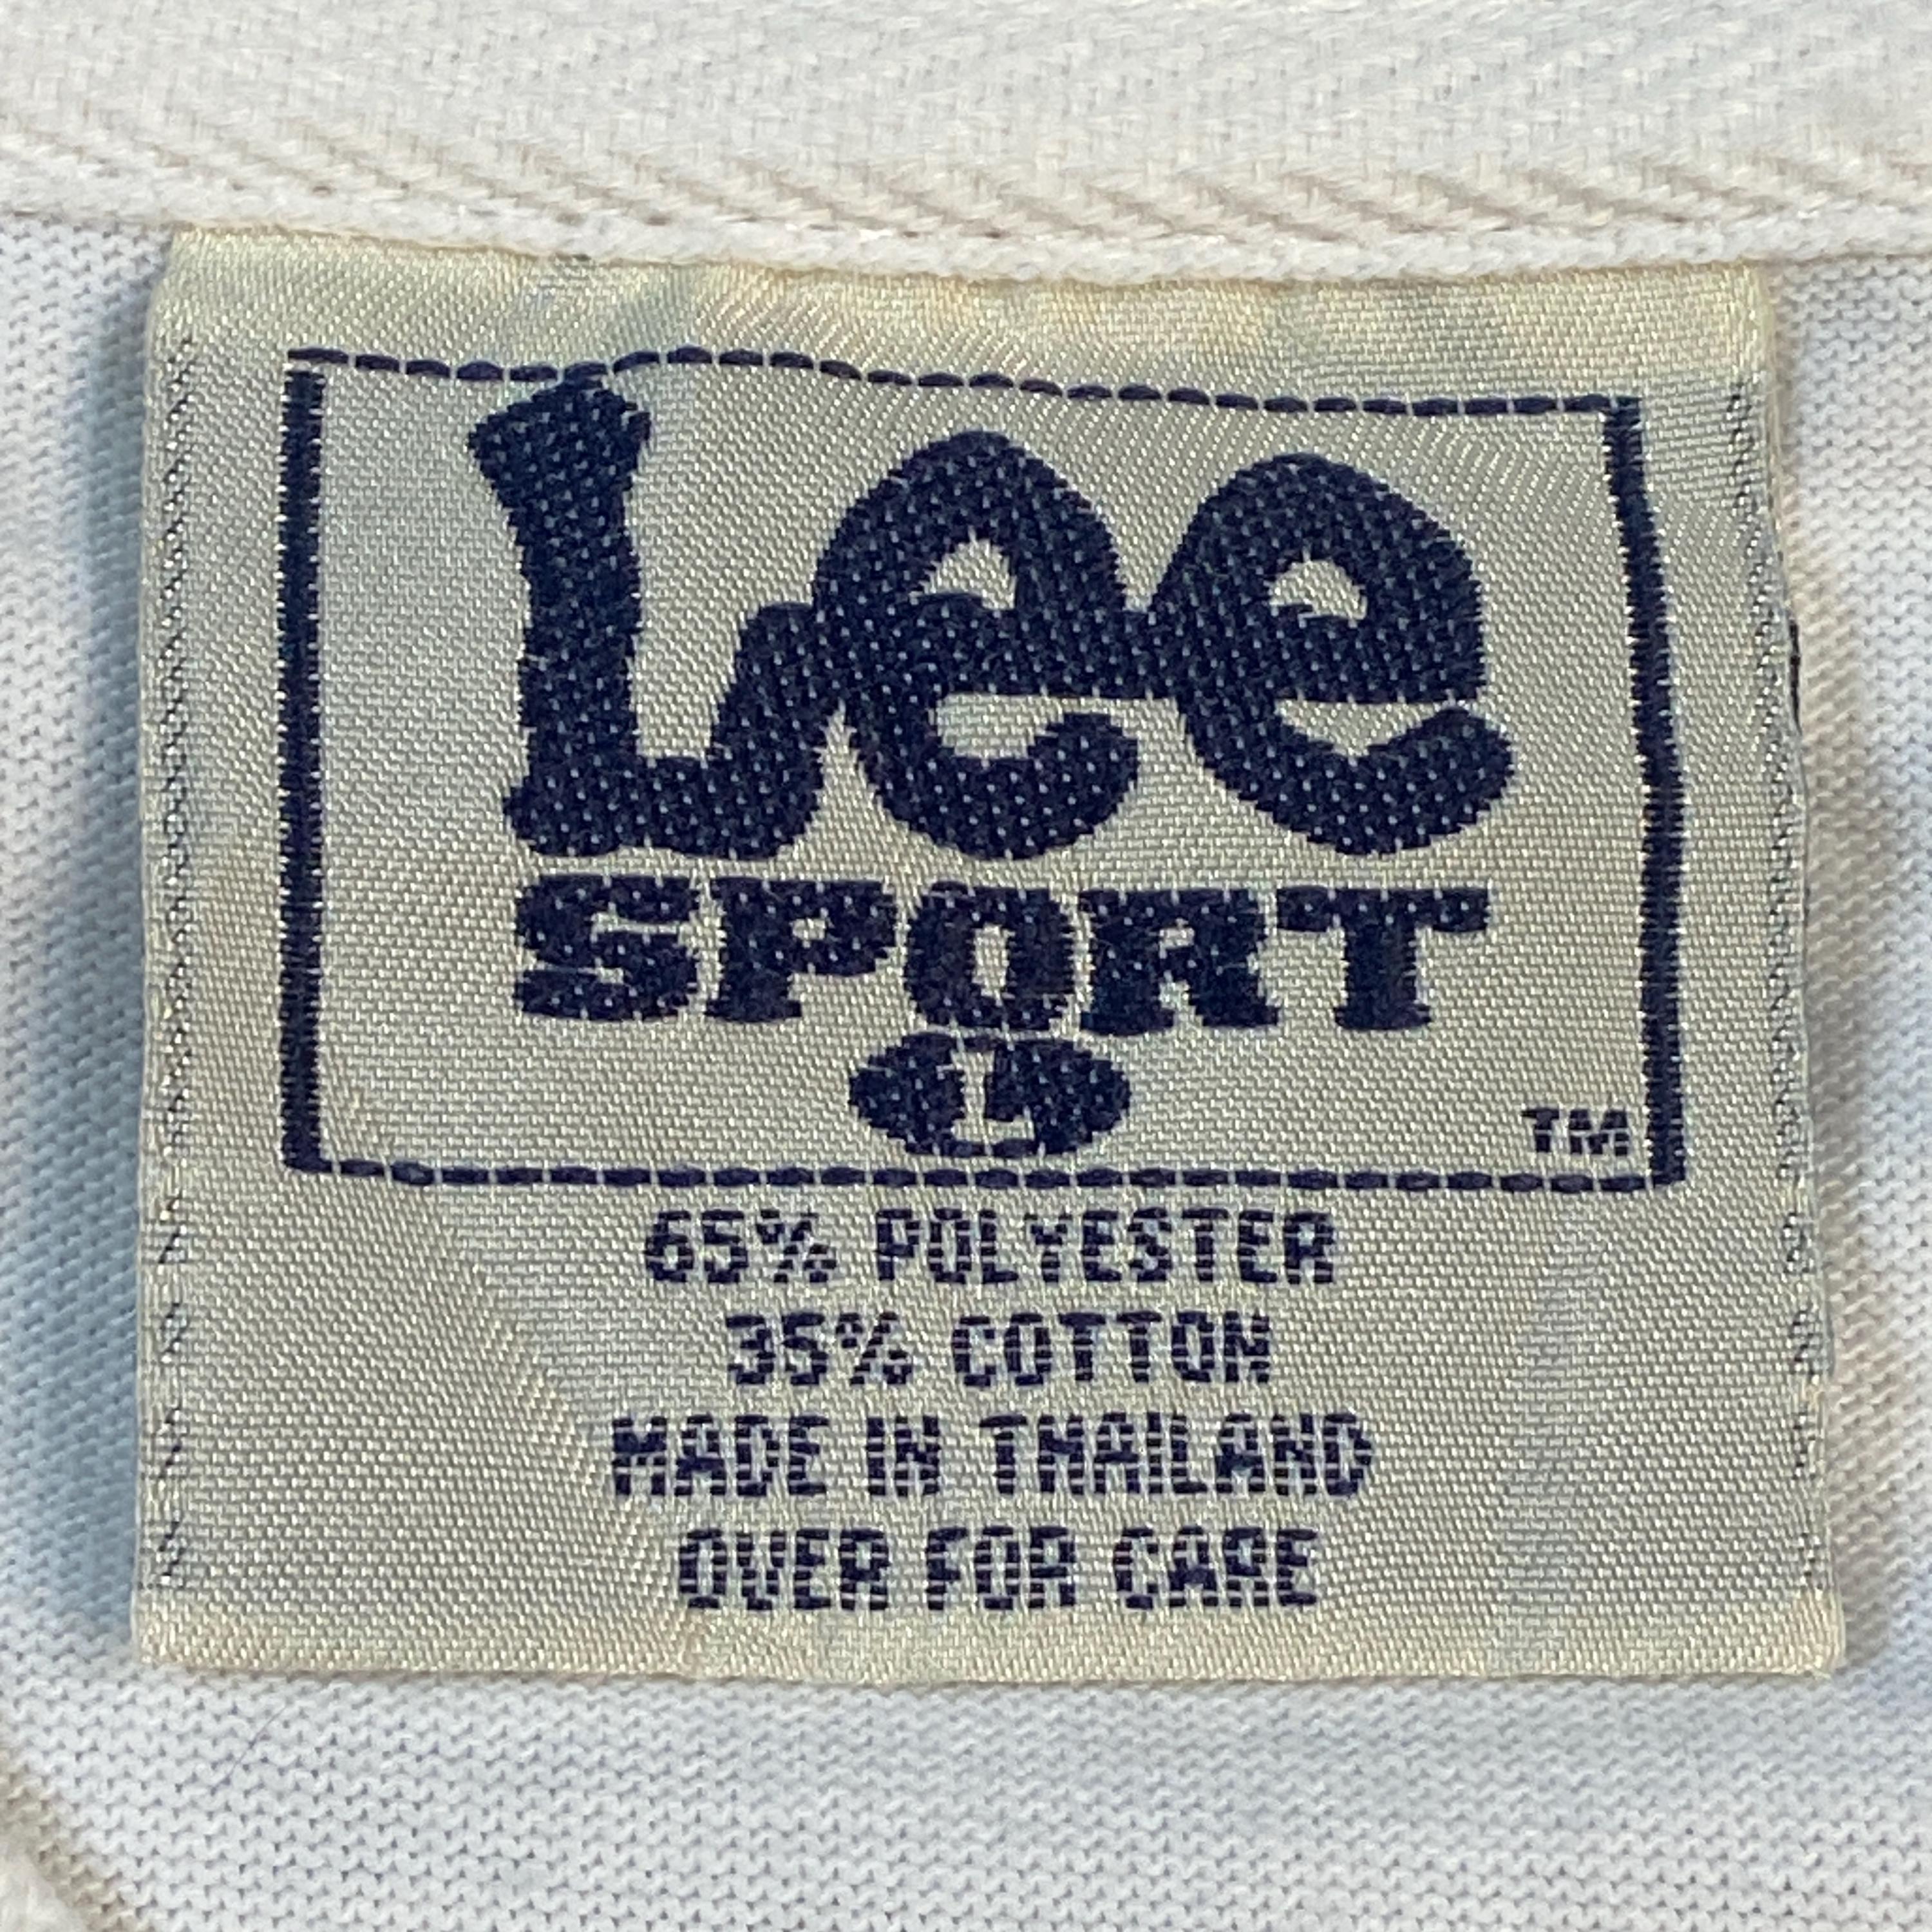 Lee
SPORT
L
TM
65% POLYESTER
35% COTTON
MADE IN THAILAND
OVER FOR CARE